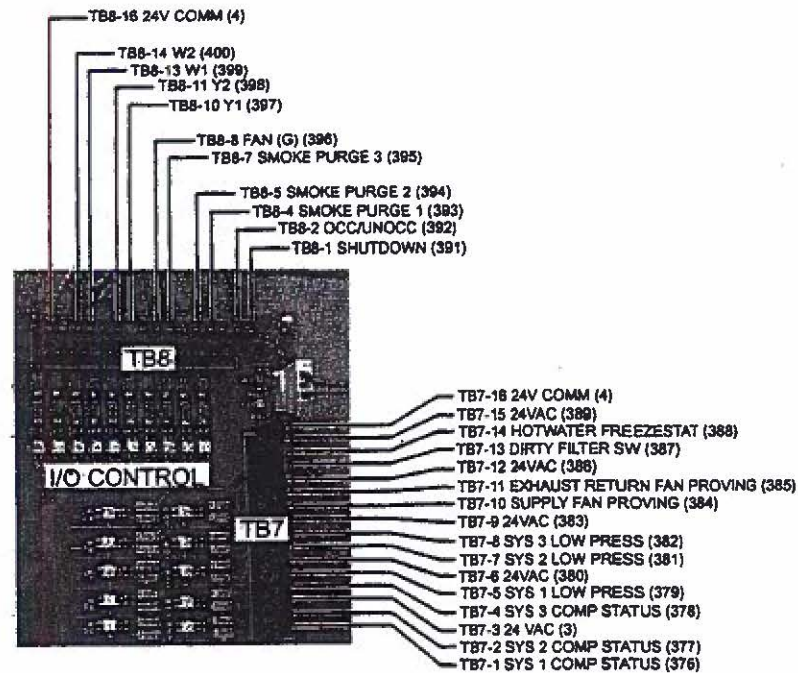 TB8-16 24V COMM (4)
TB8-14 W2 (400)
TB8-13 W1 (399)
TB8-11 Y2 (398)
TB8-10 Y1 (397)
TB8-8 FAN (G) (396)
TB8-7 SMOKE PURGE 3 (395)
TB8-5 SMOKE PURGE 2 (394)
TB8-4 SMOKE PURGE 1 (393)
TB8-2 OCC/UNOCC (392)
TB8-1 SHUTDOWN (391)
TB8
I/O CONTROL
TB7
TB7-16 24V COMM (4)
TB7-15 24VAC (389)
TB7-14 HOTWATER FREEZESTAT (388)
TB7-13 DIRTY FILTER SW (387)
TB7-12 24VAC (386)
TB7-11 EXHAUST RETURN FAN PROVING (385)
TB7-10 SUPPLY FAN PROVING (384)
TB7-9 24VAC (383)
TB7-8 SYS 3 LOW PRESS (382)
TB7-7 SYS 2 LOW PRESS (381)
TB7-6 24VAC (380)
TB7-5 SYS 1 LOW PRESS (379)
TB7-4 SYS 3 COMP STATUS (378)
TB7-3 24 VAC (3)
TB7-2 SYS 2 COMP STATUS (377)
TB7-1 SYS 1 COMP STATUS (376)